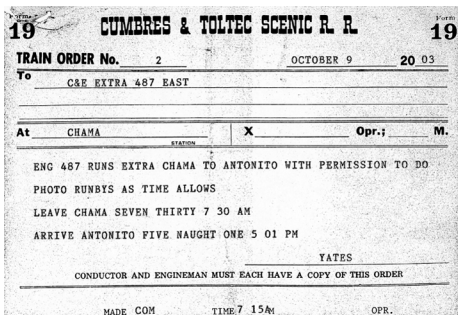 Form 19 CUMBRES & TOLTEC SCENIC R. R. Form 19
TRAIN ORDER No. 2 OCTOBER 9 20 03
To C&E EXTRA 487 EAST
At CHAMA X Opr.; M.
STATION
ENG 487 RUNS EXTRA CHAMA TO ANTONITO WITH PERMISSION TO DO
PHOTO RUNBYS AS TIME ALLOWS
LEAVE CHAMA SEVEN THIRTY 7 30 AM
ARRIVE ANTONITO FIVE NAUGHT ONE 5 01 PM
YATES
CONDUCTOR AND ENGINEMAN MUST EACH HAVE A COPY OF THIS ORDER
MADE COM TIME 7 15A M OPR.